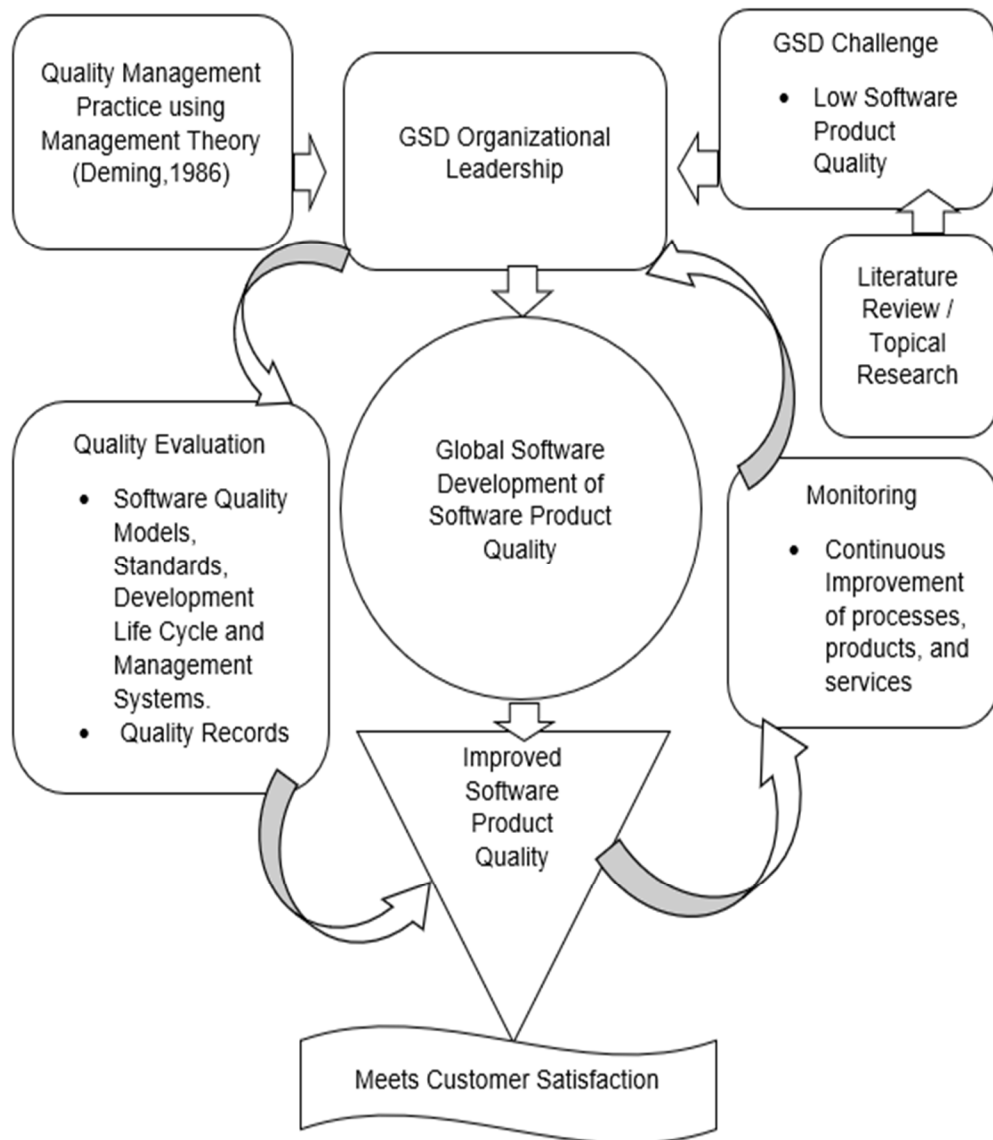 Quality Management
Practice using
Management Theory
(Deming,1986)
GSD Organizational
Leadership
GSD Challenge
• Low Software
Product
Quality
Literature
Review /
Topical
Research
Quality Evaluation
• Software Quality
Models,
Standards,
Development
Life Cycle and
Management
Systems.
• Quality Records
Global Software
Development of
Software Product
Quality
Monitoring
• Continuous
Improvement
of processes,
products, and
services
Improved
Software
Product
Quality
Meets Customer Satisfaction